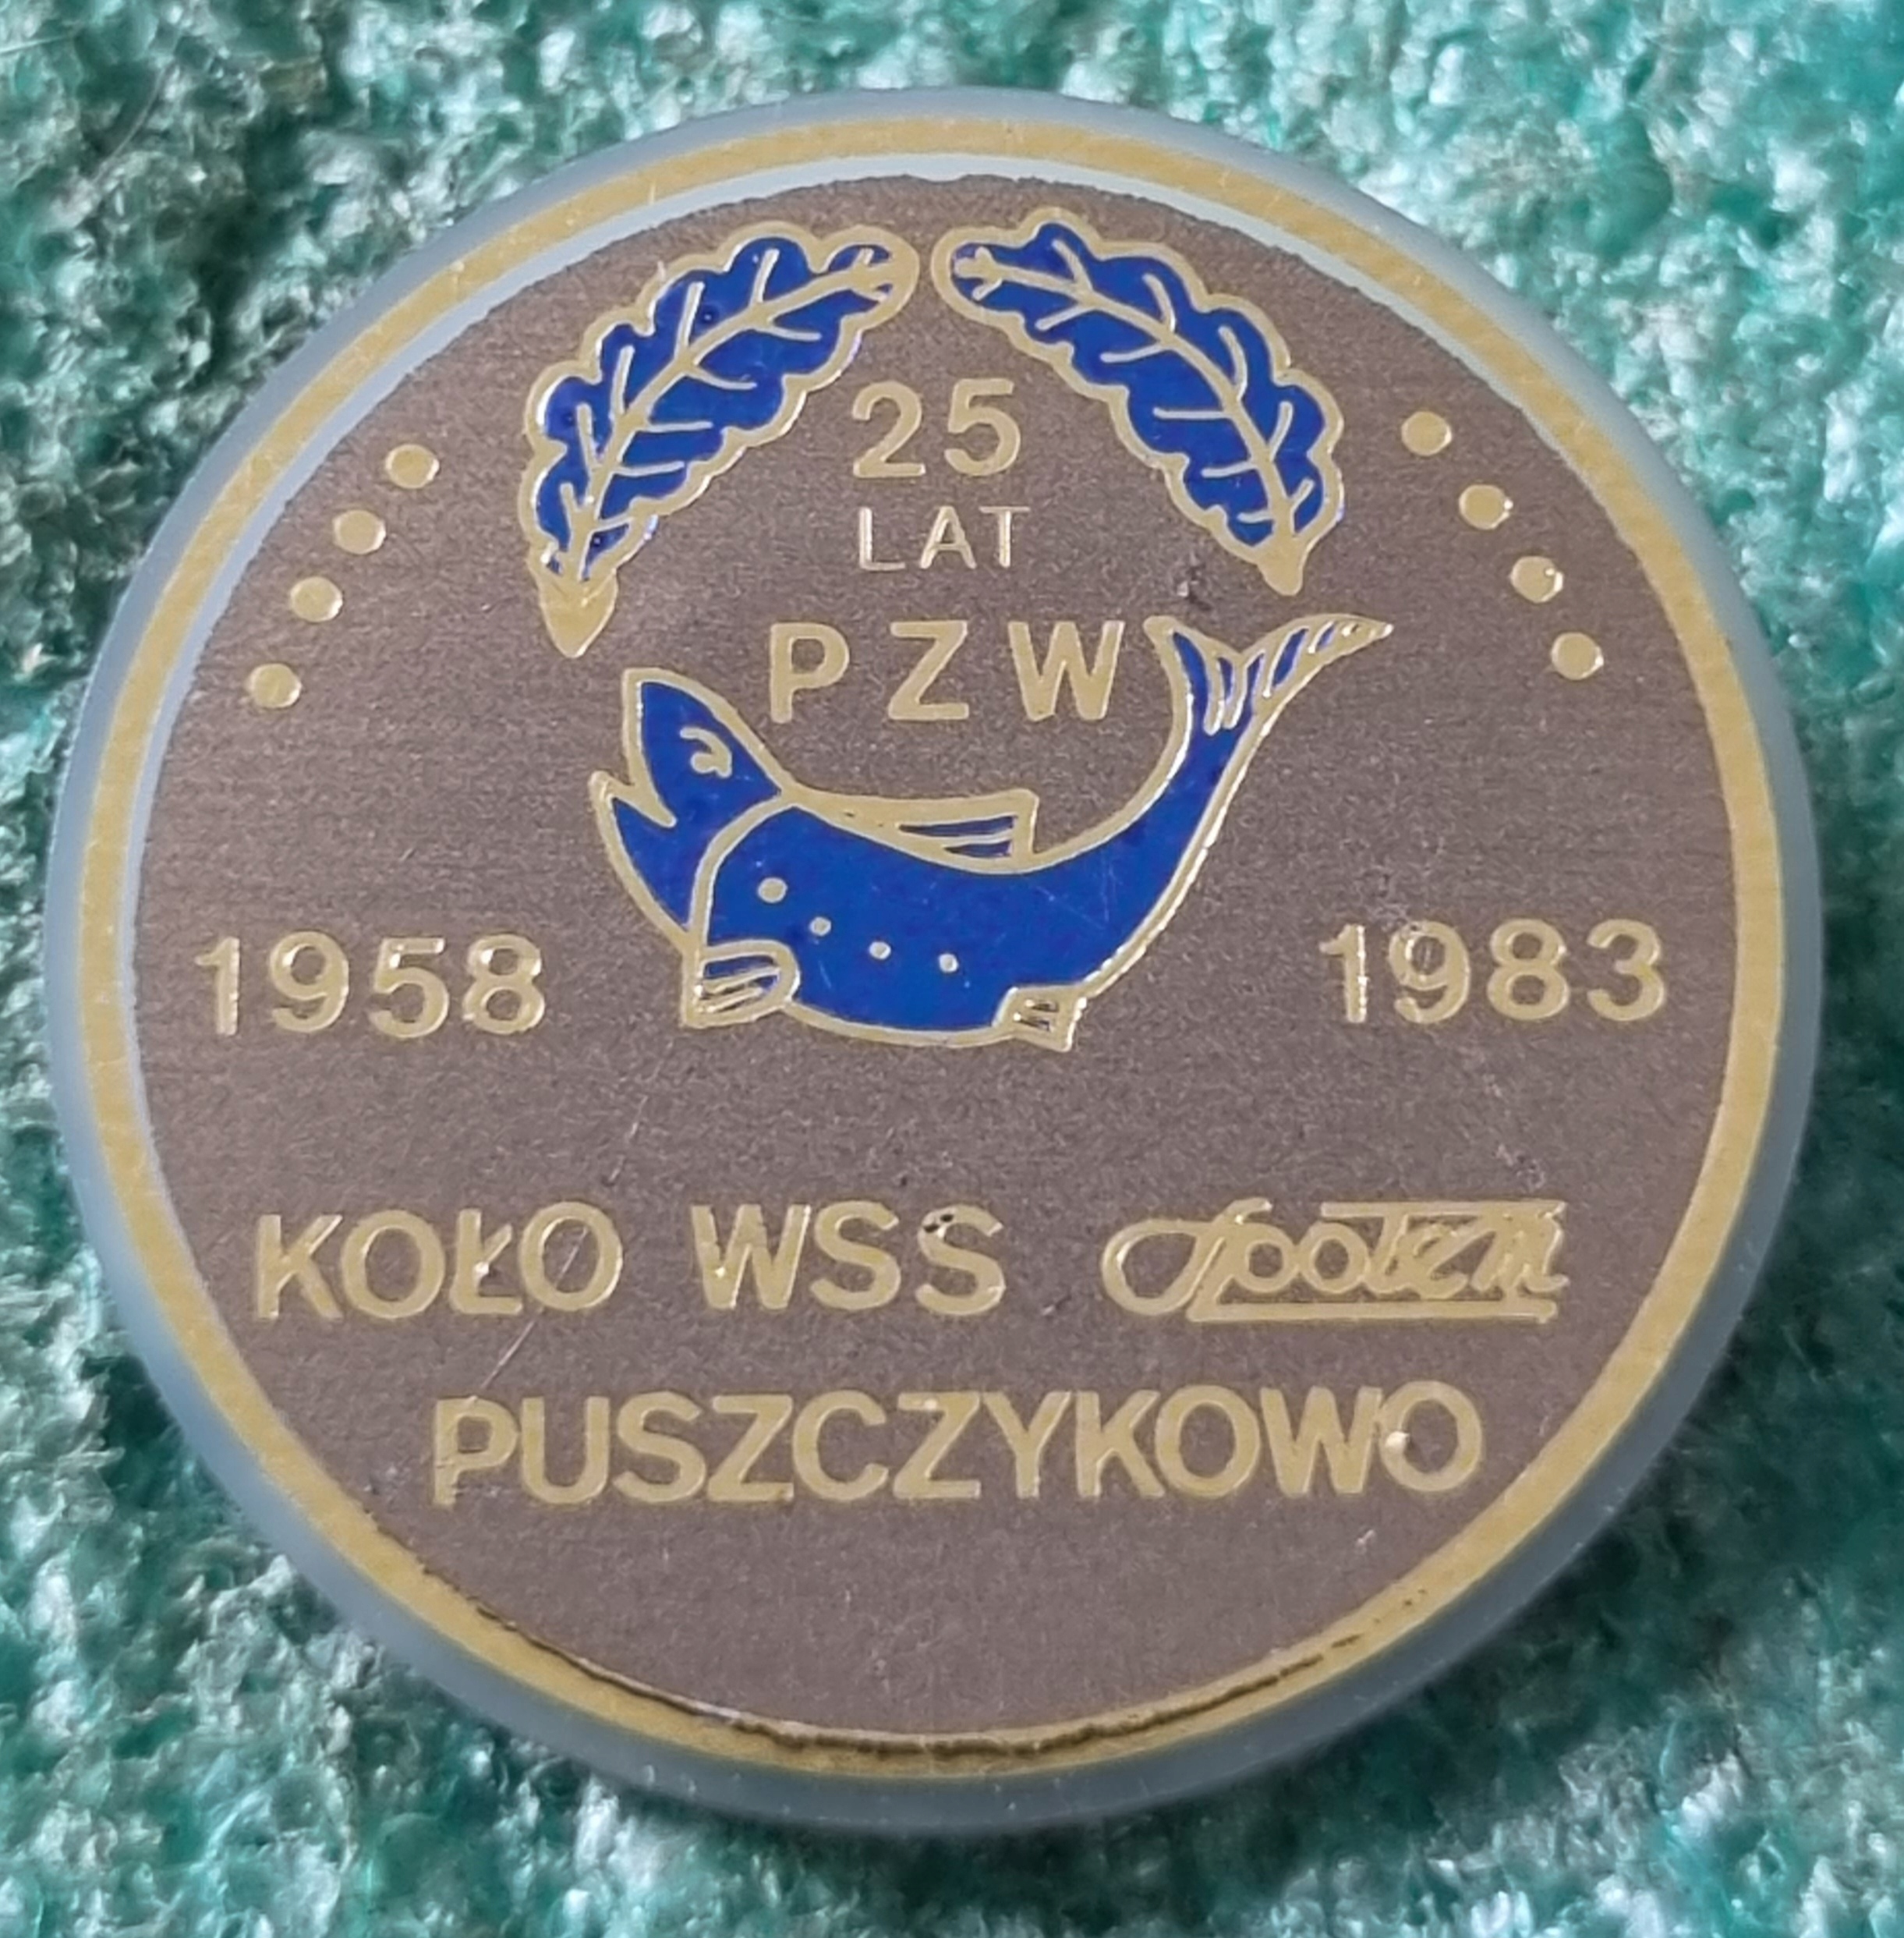 25
LAT
PZW
1958 1983
KOŁO WSS Społem
PUSZCZYKOWO